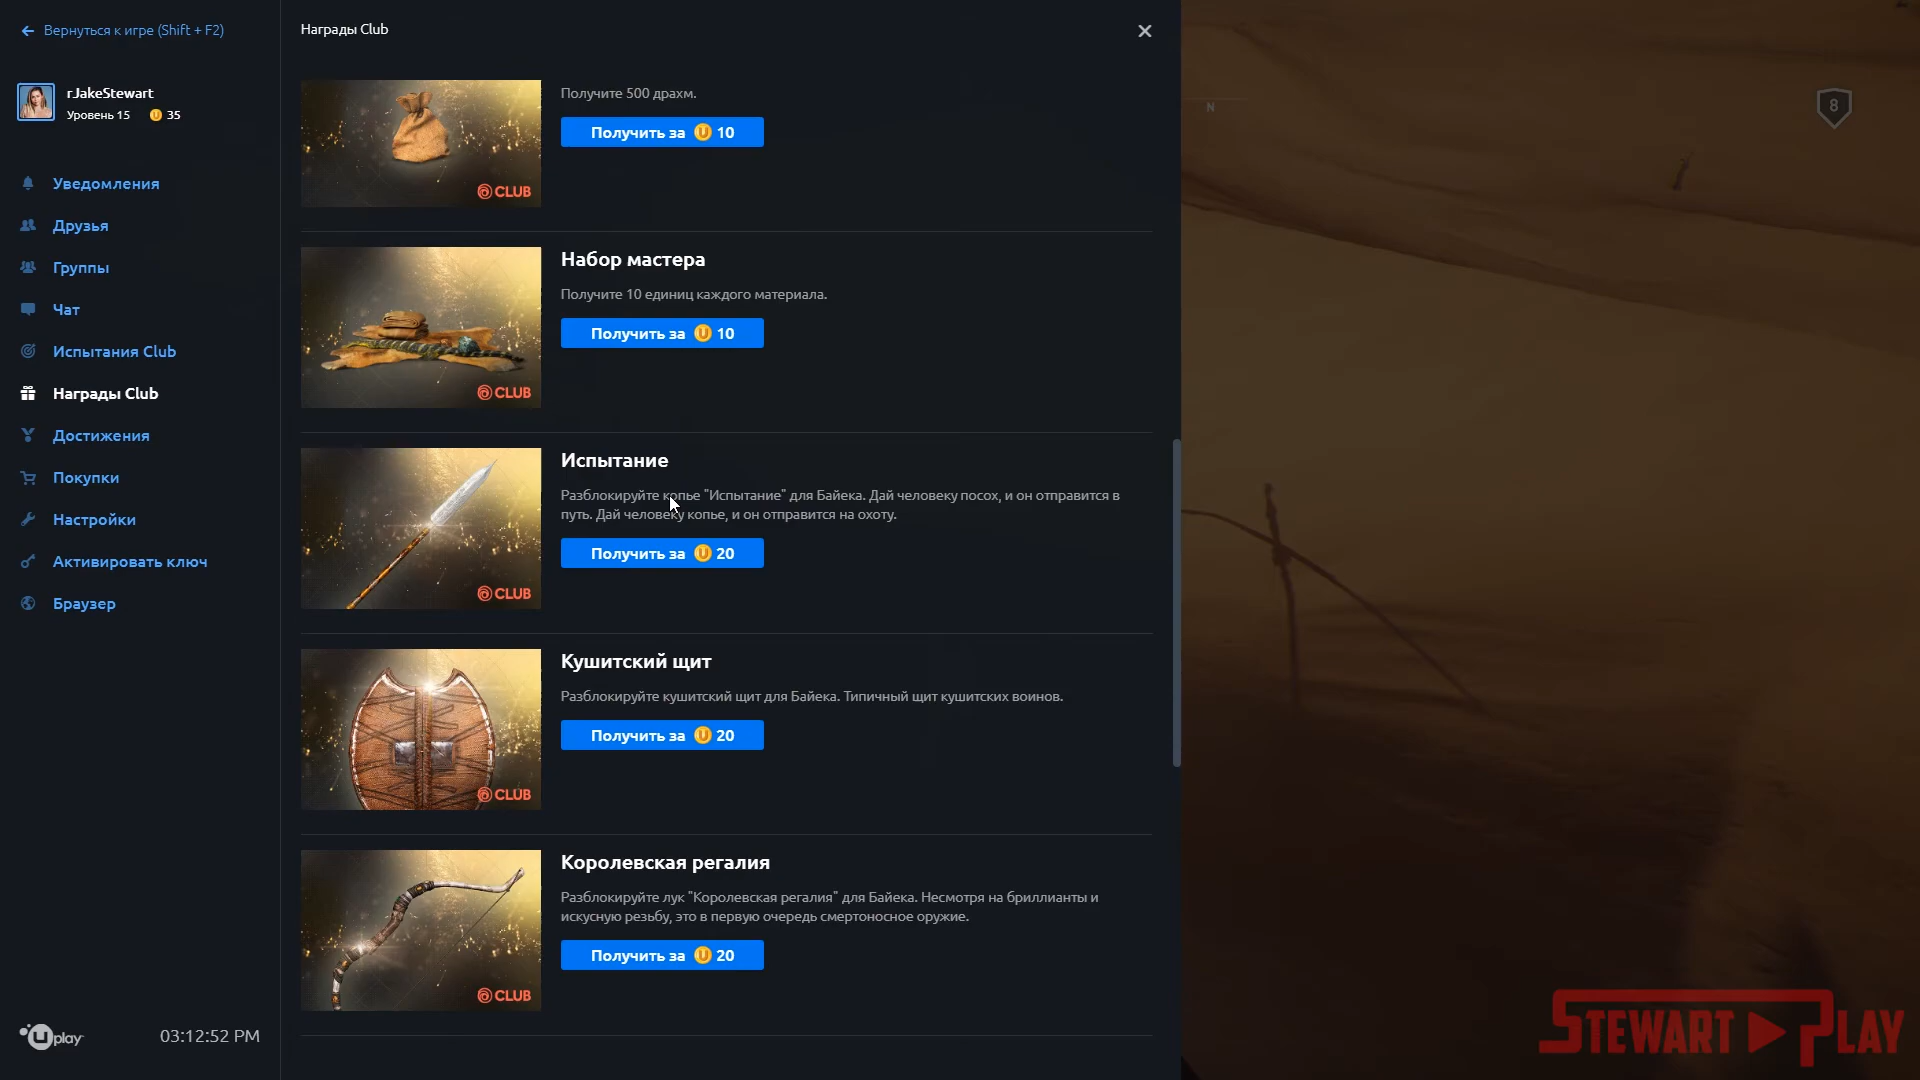 Вернуться к игре (Shift + F2)
rJakeStewart
Уровень 15 35
Уведомления
Друзья
Группы
Чат
Испытания Club
Награды Club
Достижения
Покупки
Настройки
Активировать ключ
Браузер
Uplay
03:12:52 PM
Награды Club
CLUB
Получите 500 драхм.
Получить за U 10
CLUB
Набор мастера
Получите 10 единиц каждого материала.
Получить за U 10
CLUB
Испытание
Разблокируйте копье "Испытание" для Байека. Дай человеку посох, и он отправится в
путь. Дай человеку копье, и он отправится на охоту.
Получить за U 20
CLUB
Кушитский щит
Разблокируйте кушитский щит для Байека. Типичный щит кушитских воинов.
Получить за U 20
CLUB
Королевская регалия
Разблокируйте лук "Королевская регалия" для Байека. Несмотря на бриллианты и
искусную резьбу, это в первую очередь смертоносное оружие.
Получить за U 20
N
8
STEWART PLAY